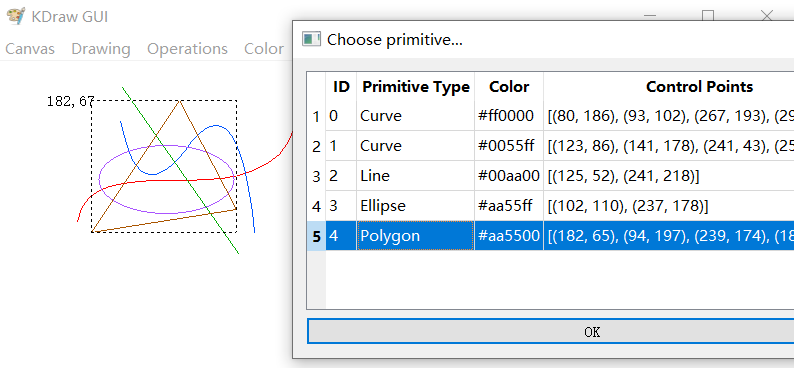 KDraw GUI
Canvas Drawing Operations Color
182,67
Choose primitive...
ID Primitive Type Color Control Points
1 0 Curve #ff0000 [(80, 186), (93, 102), (267, 193), (29
2 1 Curve #0055ff [(123, 86), (141, 178), (241, 43), (25
3 2 Line #00aa00 [(125, 52), (241, 218)]
4 3 Ellipse #aa55ff [(102, 110), (237, 178)]
5 4 Polygon #aa5500 [(182, 65), (94, 197), (239, 174), (18
OK